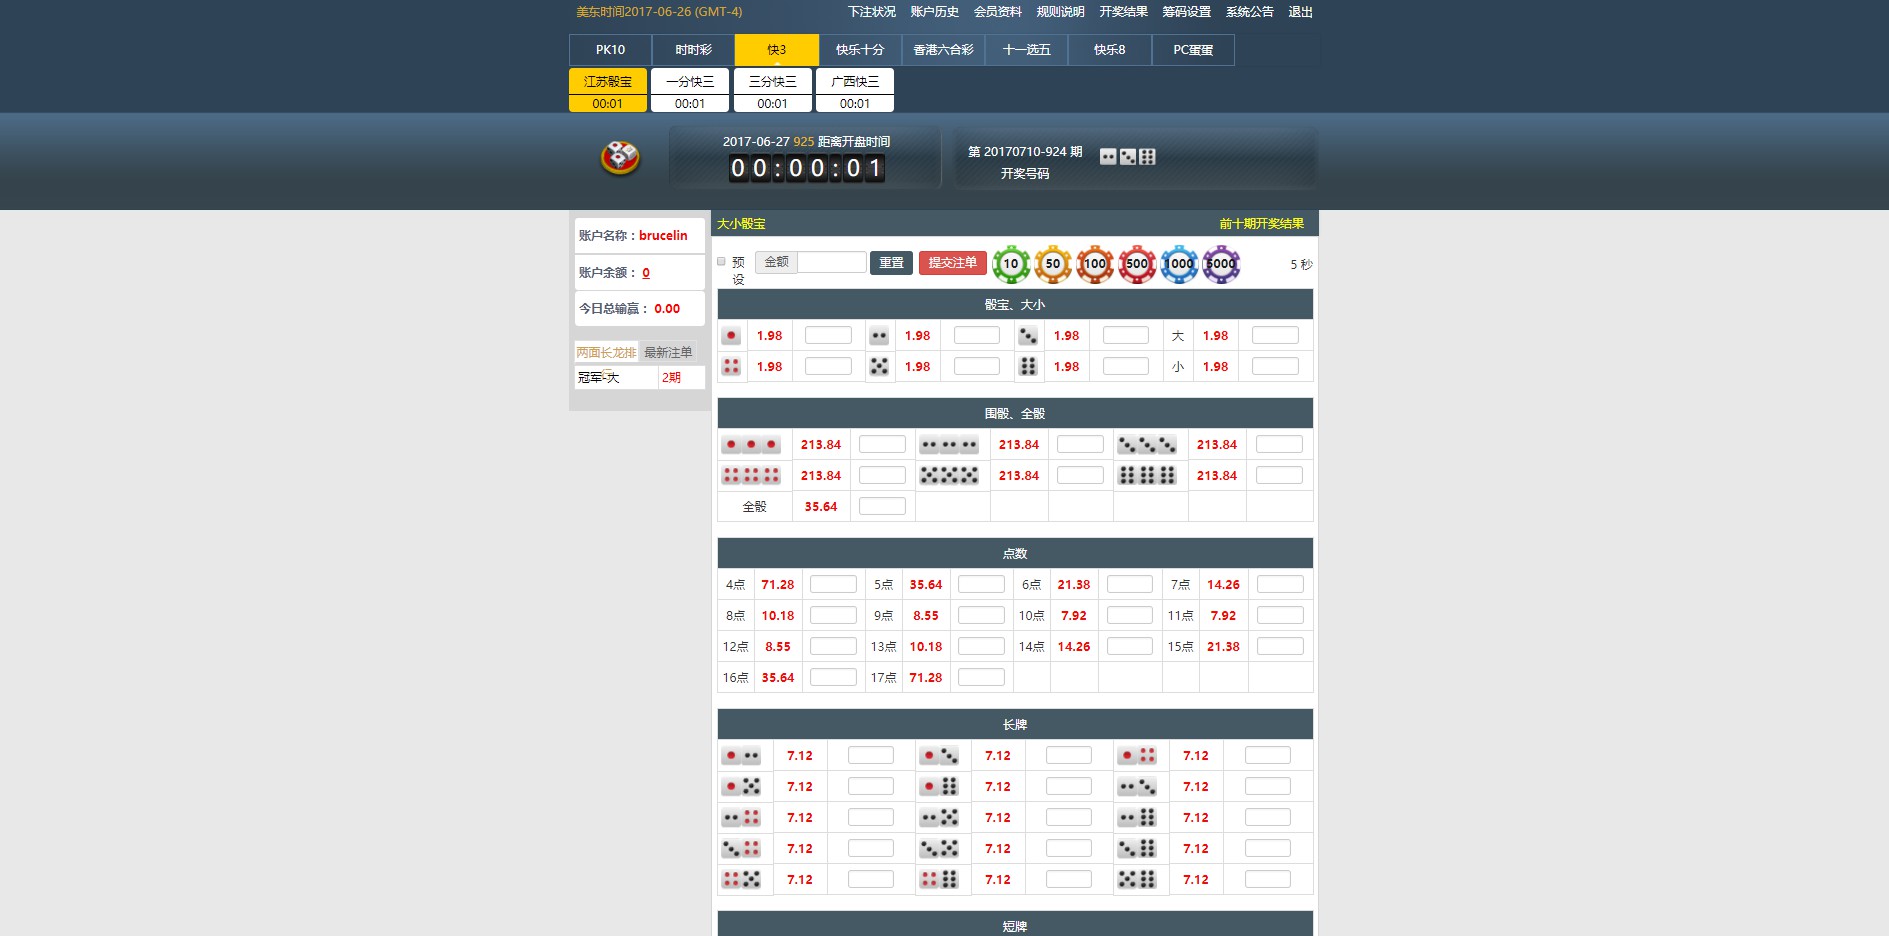 美东时间2017-06-26 (GMT-4) 下注状况 账户历史 会员资料 规则说明 开奖结果 筹码设置 系统公告 退出
PK10 时时彩 快3 快乐十分 香港六合彩 十一选五 快乐8 PC蛋蛋
江苏骰宝 一分快三 三分快三 广西快三
00:01 00:01 00:01 00:01
2017-06-27 925 距离开盘时间
00:00:01
第 20170710-924 期
开奖号码
账户名称：brucelin
账户余额： 0
今日总输赢： 0.00
两面长龙排行 最新注单
冠军-大 2期
大小骰宝 前十期开奖结果
预设 金额 重置 提交注单 10 50 100 500 1000 5000 5 秒
骰宝、大小
1.98 1.98 1.98 大 1.98
1.98 1.98 1.98 小 1.98
围骰、全骰
213.84 213.84 213.84
213.84 213.84 213.84
全骰 35.64
点数
4点 71.28 5点 35.64 6点 21.38 7点 14.26
8点 10.18 9点 8.55 10点 7.92 11点 7.92
12点 8.55 13点 10.18 14点 14.26 15点 21.38
16点 35.64 17点 71.28
长牌
7.12 7.12 7.12
7.12 7.12 7.12
7.12 7.12 7.12
7.12 7.12 7.12
7.12 7.12 7.12
短牌